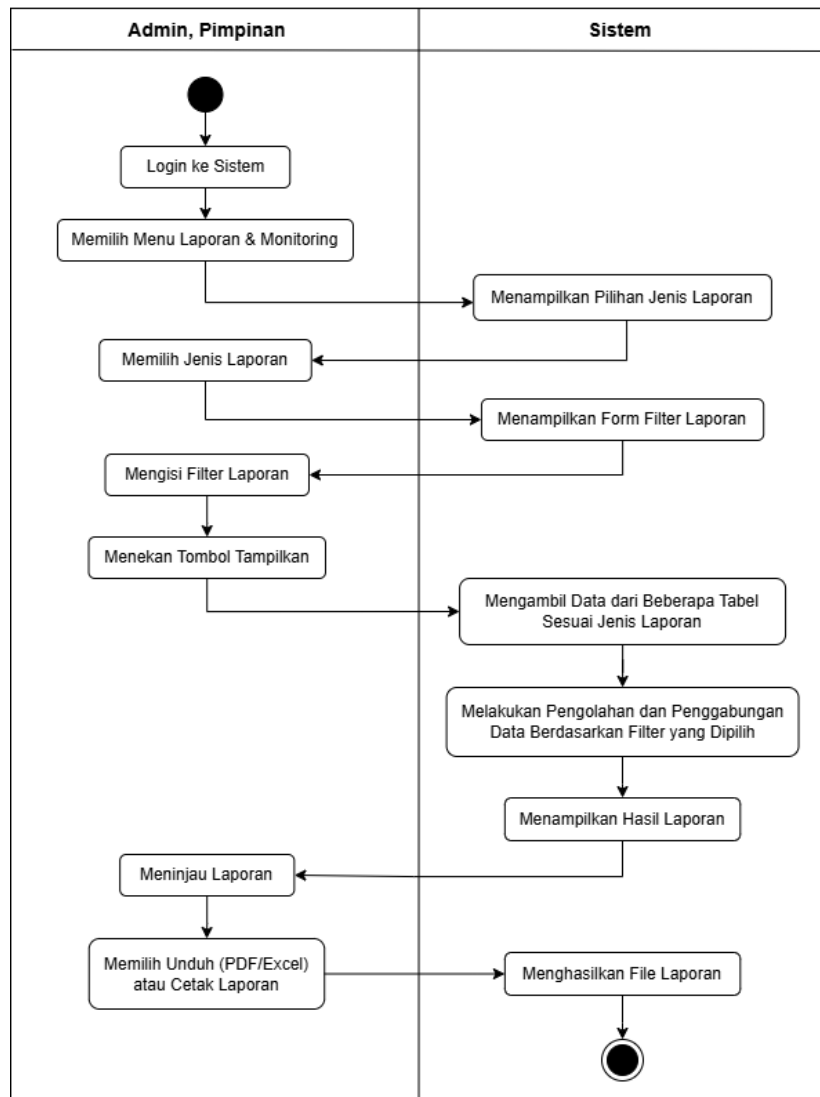 Admin, Pimpinan
Sistem
Login ke Sistem
Memilih Menu Laporan & Monitoring
Menampilkan Pilihan Jenis Laporan
Memilih Jenis Laporan
Menampilkan Form Filter Laporan
Mengisi Filter Laporan
Menekan Tombol Tampilkan
Mengambil Data dari Beberapa Tabel
Sesuai Jenis Laporan
Melakukan Pengolahan dan Penggabungan
Data Berdasarkan Filter yang Dipilih
Menampilkan Hasil Laporan
Meninjau Laporan
Memilih Unduh (PDF/Excel)
atau Cetak Laporan
Menghasilkan File Laporan